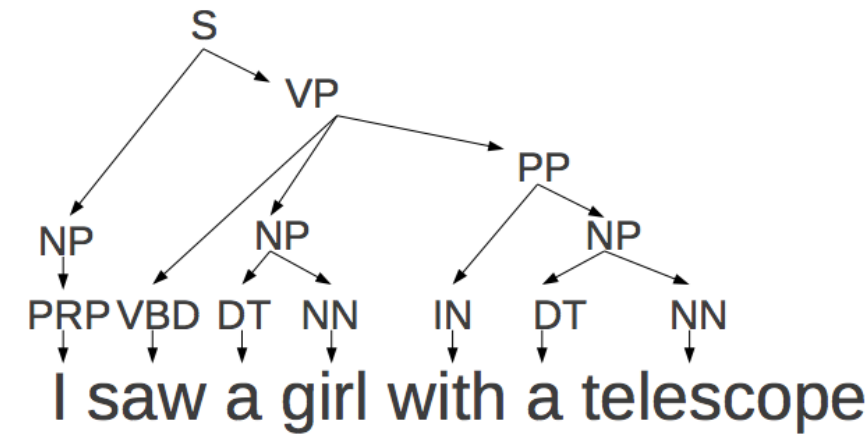 S
VP
PP
NP NP NP
PRP VBD DT NN IN DT NN
I saw a girl with a telescope